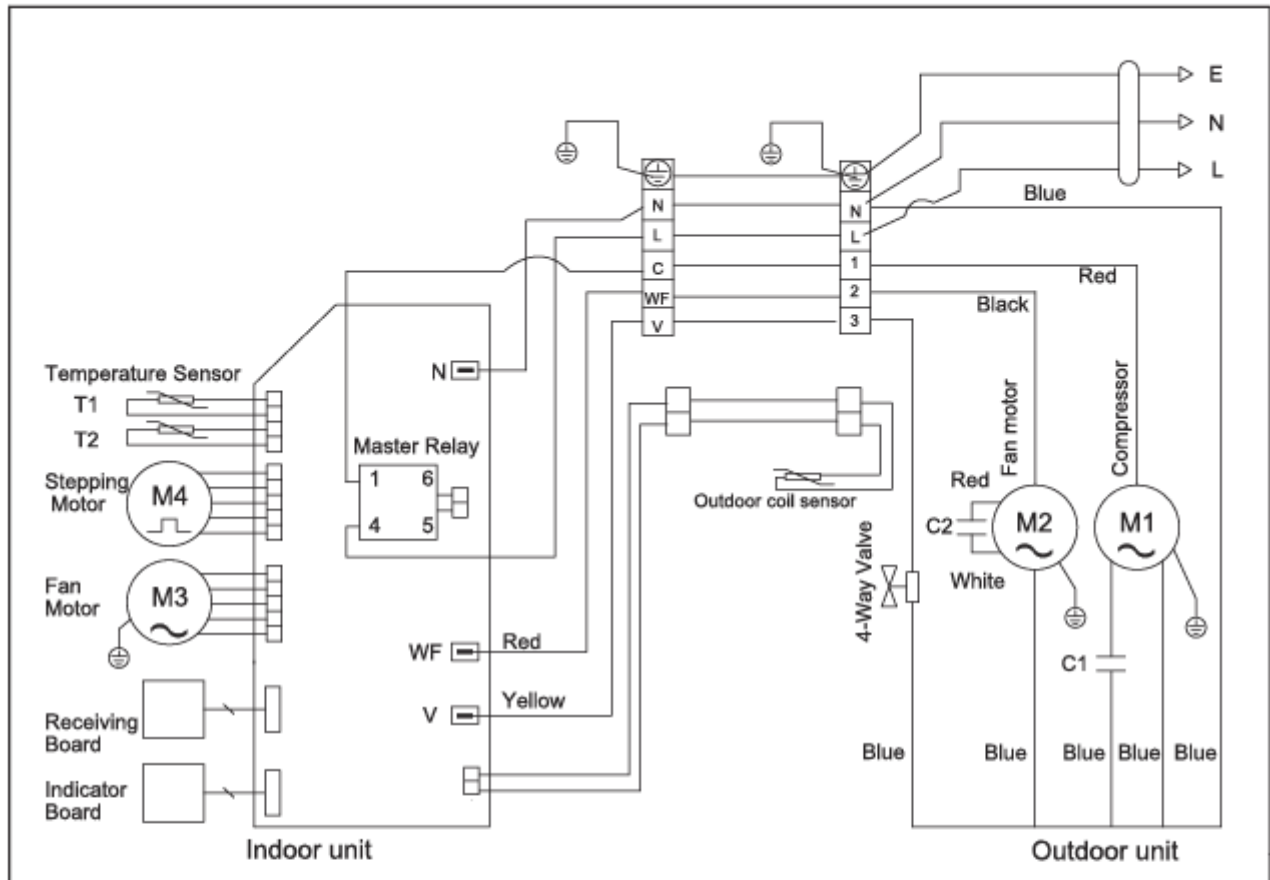 E
N
L
Blue
N
L
C
WF
V
N
L
1
2
3
Red
Black
Temperature Sensor
T1
T2
N
Master Relay
1 6
4 5
Stepping
Motor
M4
Fan
Motor
M3
Outdoor coil sensor
4-Way Valve
Fan motor
Compressor
Red
C2
White
M2
M1
C1
WF
Red
V
Yellow
Receiving
Board
Indicator
Board
Blue
Blue
Blue
Blue
Blue
Indoor unit
Outdoor unit